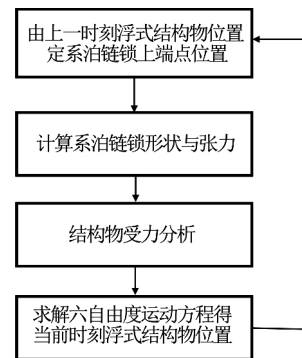 由上一时刻浮式结构物位置
定系泊链锁上端点位置
计算系泊链锁形状与张力
结构物受力分析
求解六自由度运动方程得
当前时刻浮式结构物位置